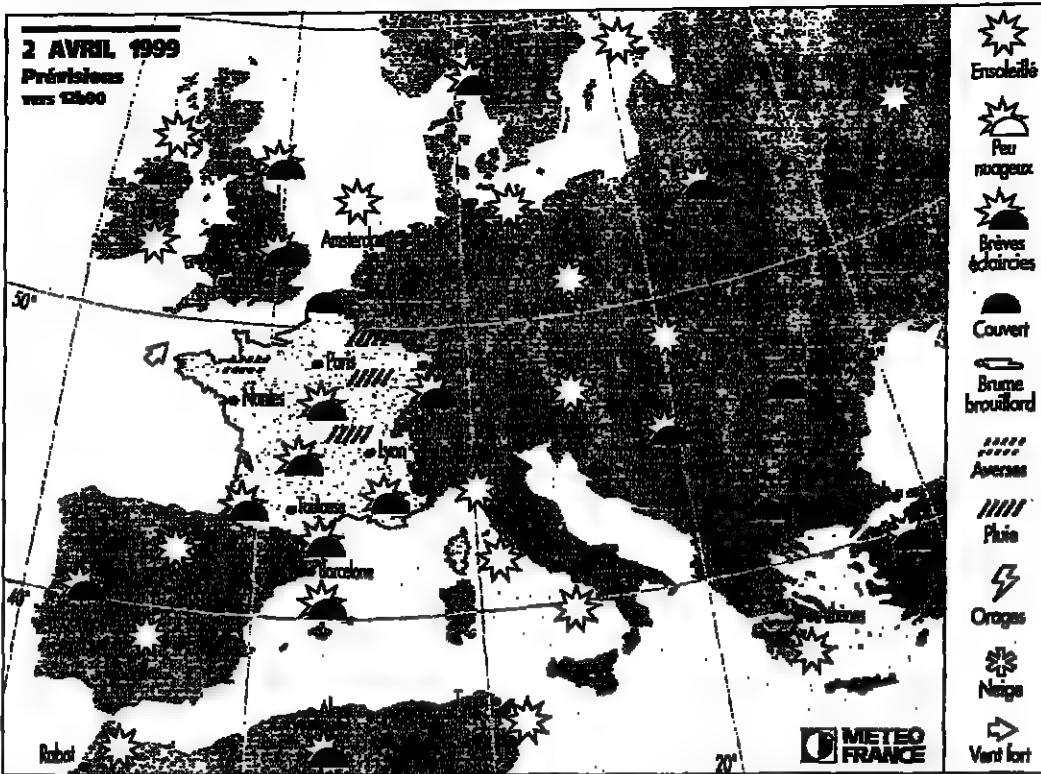 2 AVRIL 1999
Prévisions
vers 12h00
Amsterdam
50°
Paris
Nantes
Lyon
Toulouse
Barcelone
40°
Athènes
Rabat
20°
METEO
FRANCE
Ensoleillé
Peu
nuageux
Brèves
éclaircies
Couvert
Brume
brouillard
Averses
Pluie
Orages
Neige
Vent fort